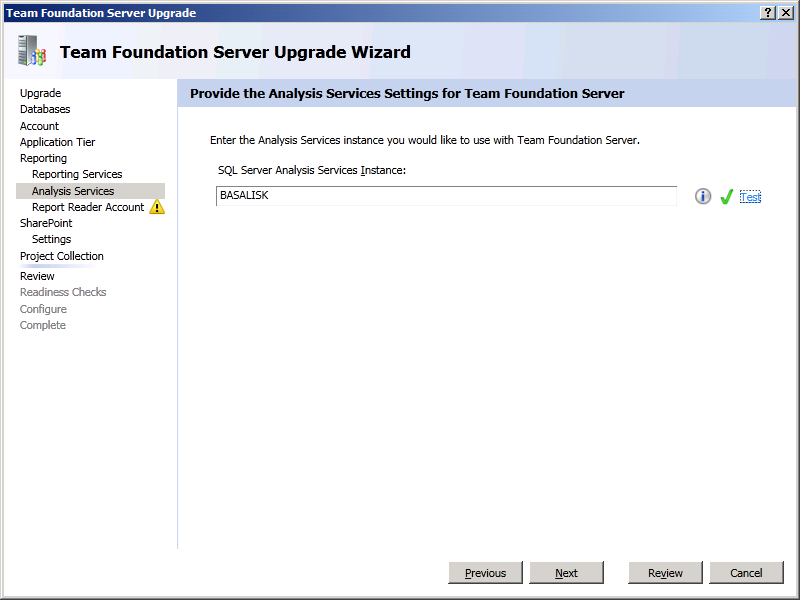 Team Foundation Server Upgrade
Team Foundation Server Upgrade Wizard
Upgrade
Databases
Account
Application Tier
Reporting
Reporting Services
Analysis Services
Report Reader Account
SharePoint
Settings
Project Collection
Review
Readiness Checks
Configure
Complete
Provide the Analysis Services Settings for Team Foundation Server
Enter the Analysis Services instance you would like to use with Team Foundation Server.
SQL Server Analysis Services Instance:
BASALISK
Test
Previous Next Review Cancel